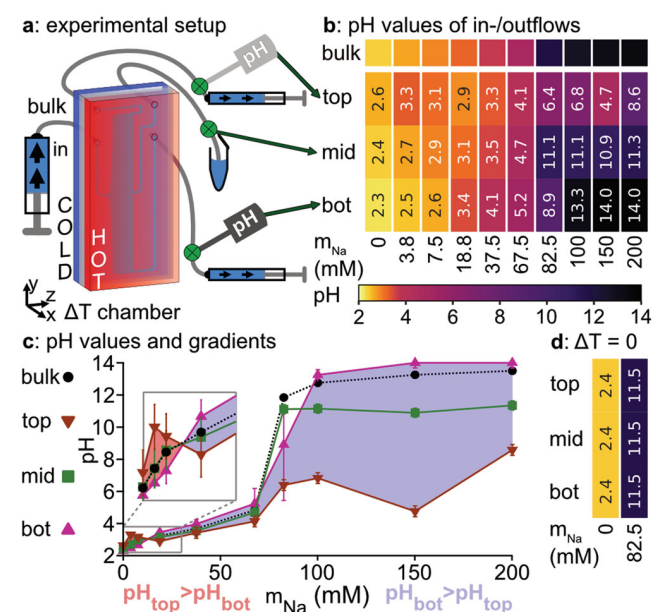 a: experimental setup
pH
bulk
in
COLD
HOT
pH
y
z
x
ΔT chamber
b: pH values of in-/outflows
bulk
top
2.6 3.3 3.1 2.9 3.3 4.1 6.4 6.8 4.7 8.6
mid
2.4 2.7 2.9 3.1 3.5 4.7 11.1 11.1 10.9 11.3
bot
2.3 2.5 2.6 3.4 4.1 5.2 8.9 13.3 14.0 14.0
mNa
(mM)
0 3.8 7.5 18.8 37.5 67.5 82.5 100 150 200
pH
2 4 6 8 10 12 14
c: pH values and gradients
bulk
top
mid
bot
pH
14
12
10
8
6
4
2
0 50 100 150 200
pHtop>pHbot
mNa (mM)
pHbot>pHtop
d: ΔT = 0
top
2.4 11.5
mid
2.4 11.5
bot
2.4 11.5
mNa
(mM)
0 82.5